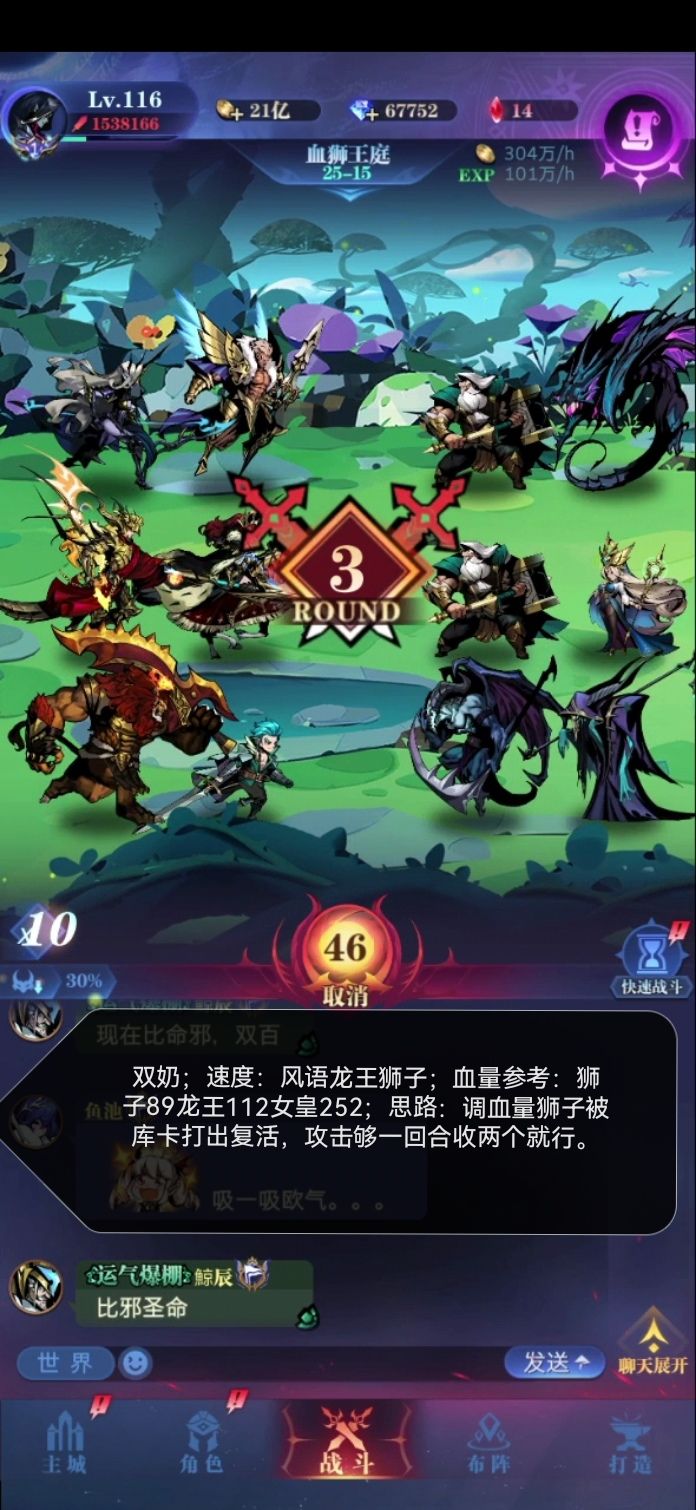 Lv.116
1538166
21亿
67752
14
血狮王庭
25-15
304万/h
EXP 101万/h
3
ROUND
x10
46
取消
30%
快速战斗
现在比命邪,双百
鱼池
双奶；速度：风语龙王狮子；血量参考：狮
子89龙王112女皇252；思路：调血量狮子被
库卡打出复活，攻击够一回合收两个就行。
吸一吸欧气。。。
运气爆棚 鲸辰
比邪圣命
世界
发送
聊天展开
主城
角色
战斗
布阵
打造